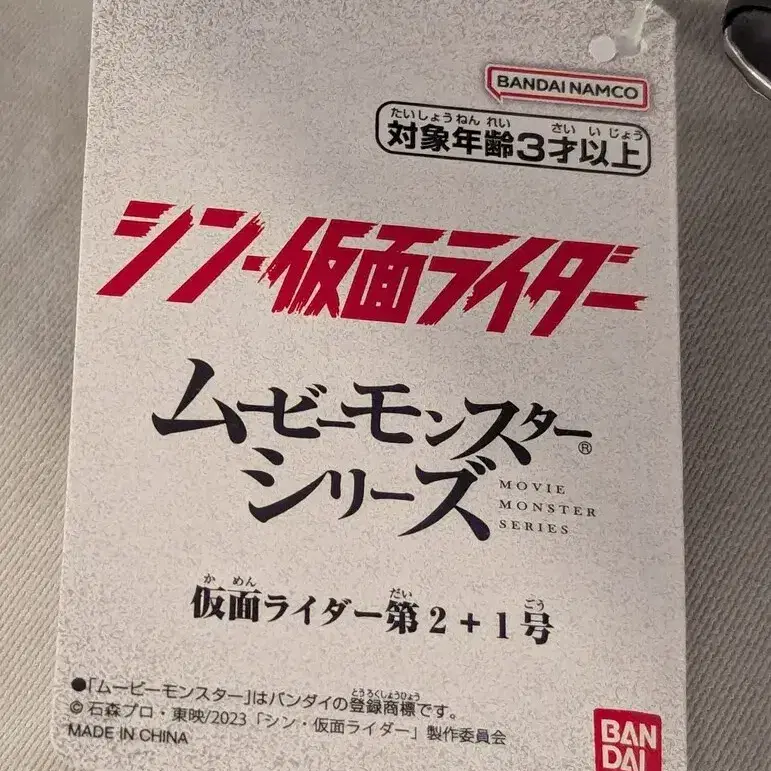 BANDAI NAMCO
たいしょうねんれい さい いじょう
対象年齢3才以上
シン・仮面ライダー
ムービーモンスター®
シリーズ
MOVIE
MONSTER
SERIES
かめん だい ごう
仮面ライダー第2+1号
とうろくしょうひょう
●「ムービーモンスター」はバンダイの登録商標です。
©石森プロ・東映/2023「シン・仮面ライダー」製作委員会
MADE IN CHINA
BAN
DAI